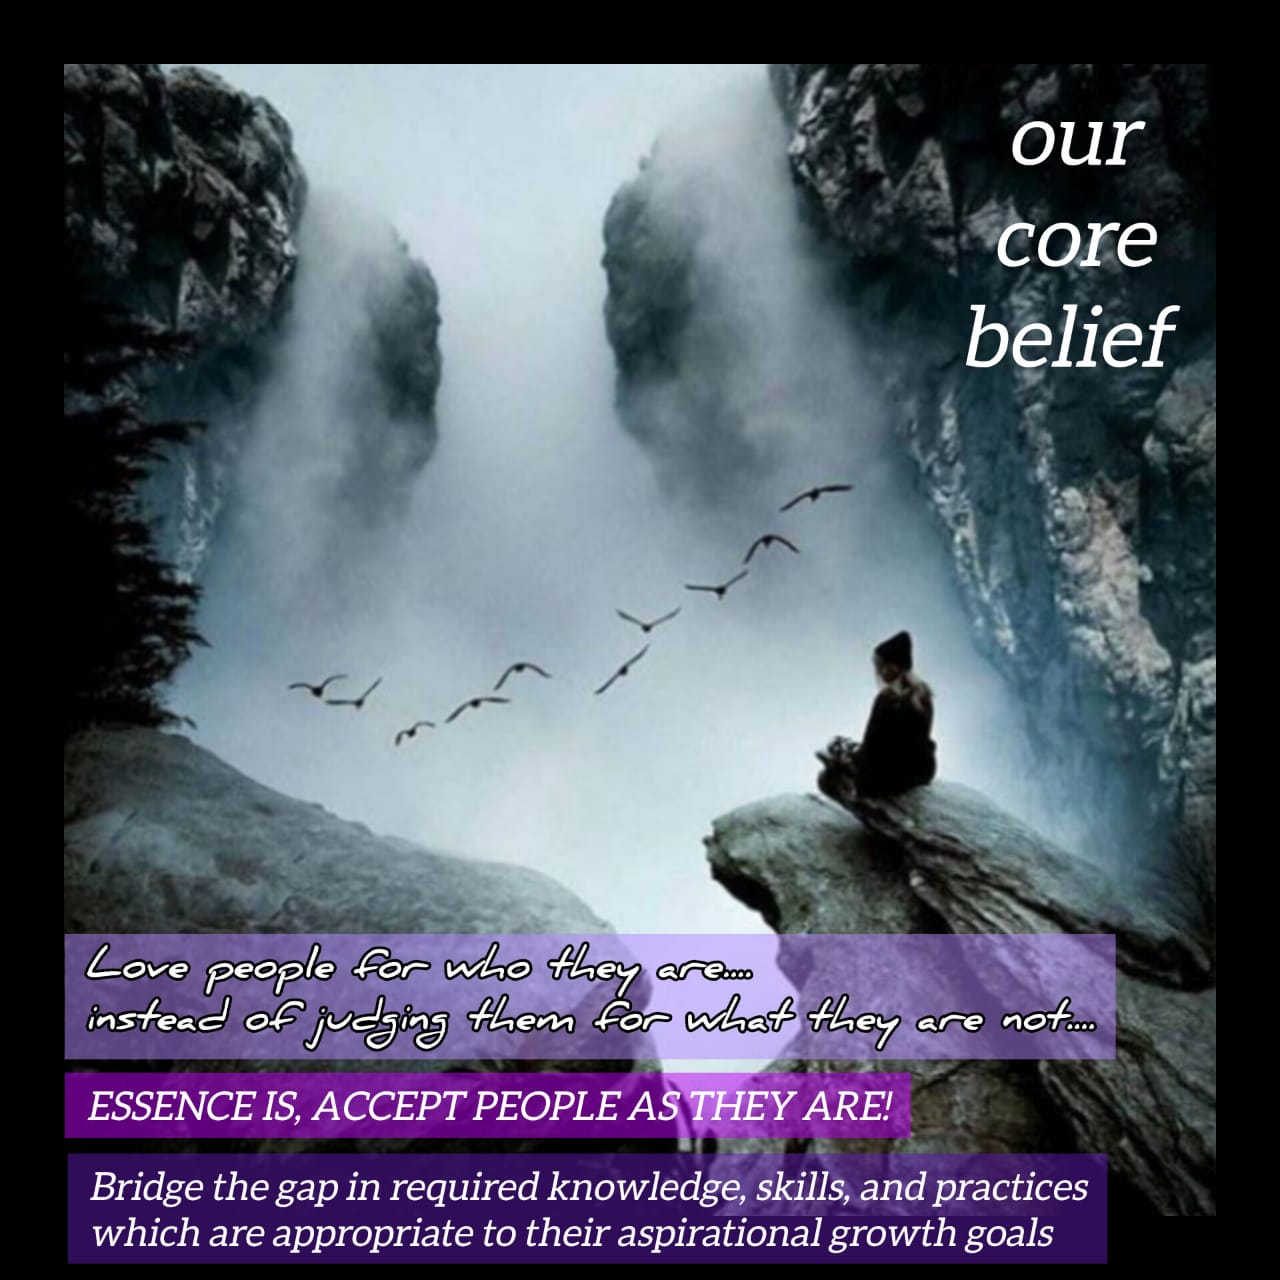 our
core
belief
Love people for who they are....
instead of judging them for what they are not....
ESSENCE IS, ACCEPT PEOPLE AS THEY ARE!
Bridge the gap in required knowledge, skills, and practices
which are appropriate to their aspirational growth goals